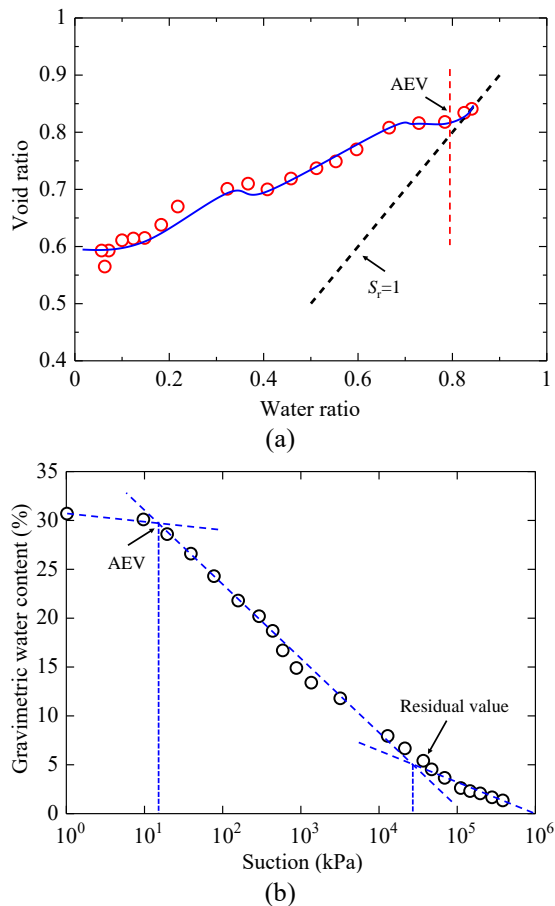 (a)
1
0.9
AEV
0.8
0.7
0.6
0.5
Sr=1
0.4
0 0.2 0.4 0.6 0.8 1
Void ratio
Water ratio
(a)
35
30
25
20
15
10
5
0
AEV
Residual value
10⁰ 10¹ 10² 10³ 10⁴ 10⁵ 10⁶
Gravimetric water content (%)
Suction (kPa)
(b)